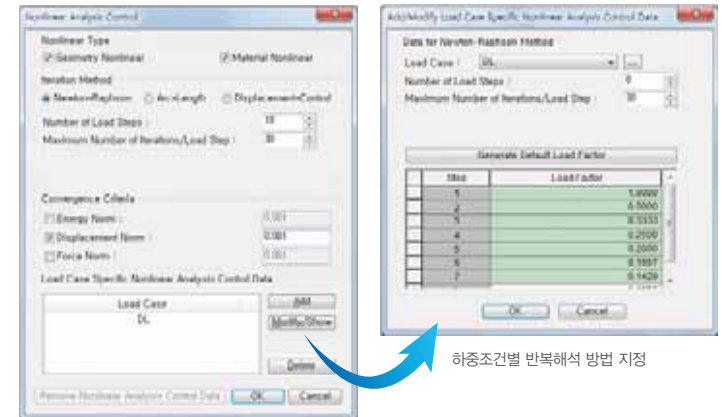 Nonlinear Analysis Control
Nonlinear Type
Geometry Nonlinear
Material Nonlinear
Iteration Method
Newton-Raphson
Arc-Length
Displacement-Control
Number of Load Steps :
10
Maximum Number of Iterations/Load Step :
30
Convergence Criteria
Energy Norm :
0.001
Displacement Norm :
0.001
Force Norm :
0.001
Load Case Specific Nonlinear Analysis Control Data
Load Case
DL
Add
Modify/Show
Delete
Remove Nonlinear Analysis Control Data
OK
Cancel
Add/Modify Load Case Specific Nonlinear Analysis Control Data
Data for Newton-Raphson Method
Load Case :
DL
...
Number of Load Steps :
Maximum Number of Iterations/Load Step :
30
Generate Default Load Factor
Step
Load Factor
1
1.0000
2
0.5000
3
0.3333
4
0.2500
5
0.2000
6
0.1667
7
0.1429
OK
Cancel
하중조건별 반복해석 방법 지정